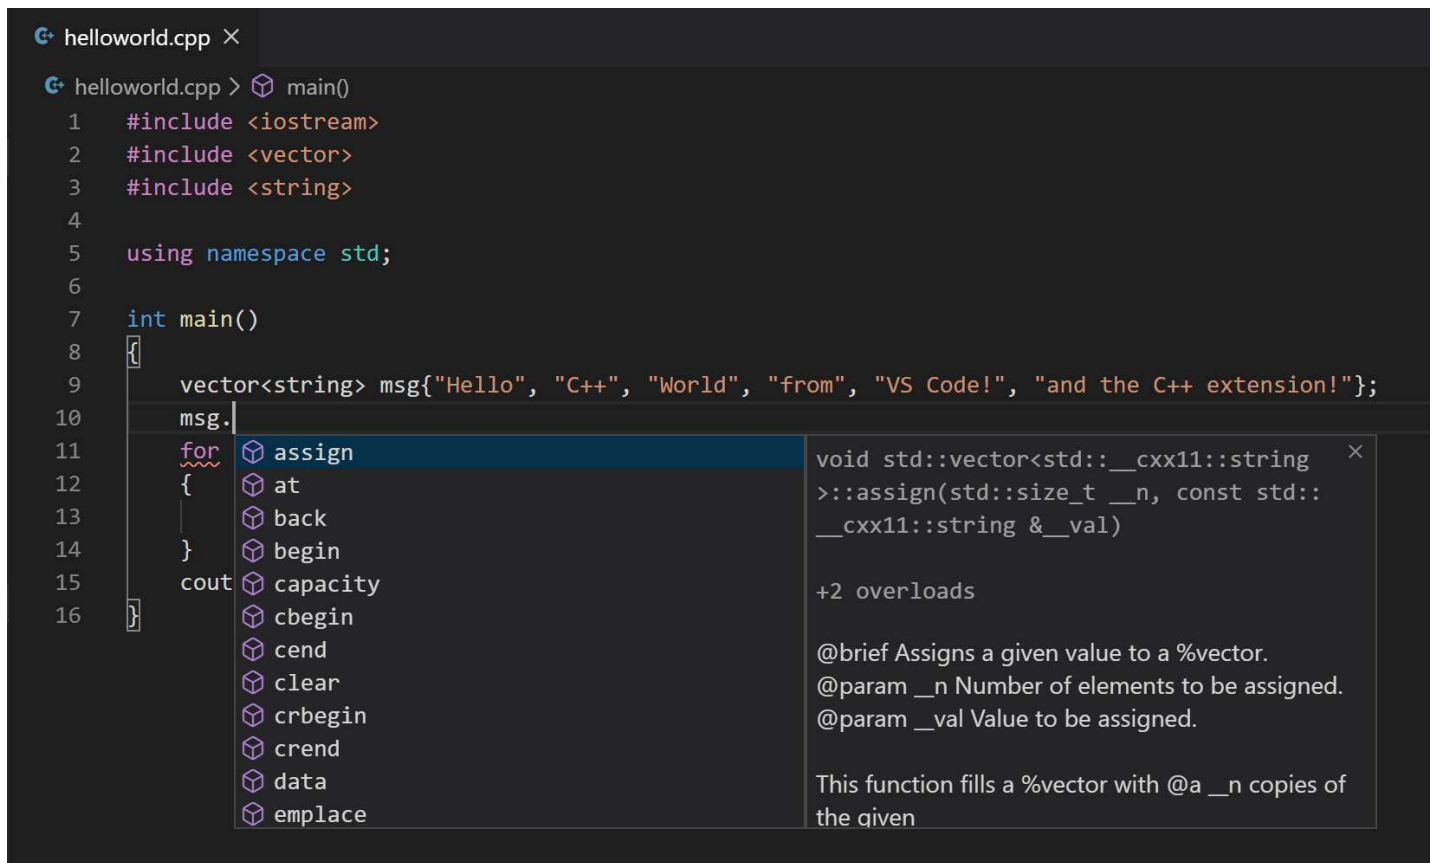 helloworld.cpp
helloworld.cpp > main()
1 #include <iostream>
2 #include <vector>
3 #include <string>
4
5 using namespace std;
6
7 int main()
8 {
9 vector<string> msg{"Hello", "C++", "World", "from", "VS Code!", "and the C++ extension!"};
10 msg.
11 for
12 {
13
14 }
15 cout
16 }
assign
at
back
begin
capacity
cbegin
cend
clear
crbegin
crend
data
emplace
void std::vector<std::__cxx11::string
>::assign(std::size_t __n, const std::
__cxx11::string &__val)
+2 overloads
@brief Assigns a given value to a %vector.
@param __n Number of elements to be assigned.
@param __val Value to be assigned.
This function fills a %vector with @a __n copies of
the given